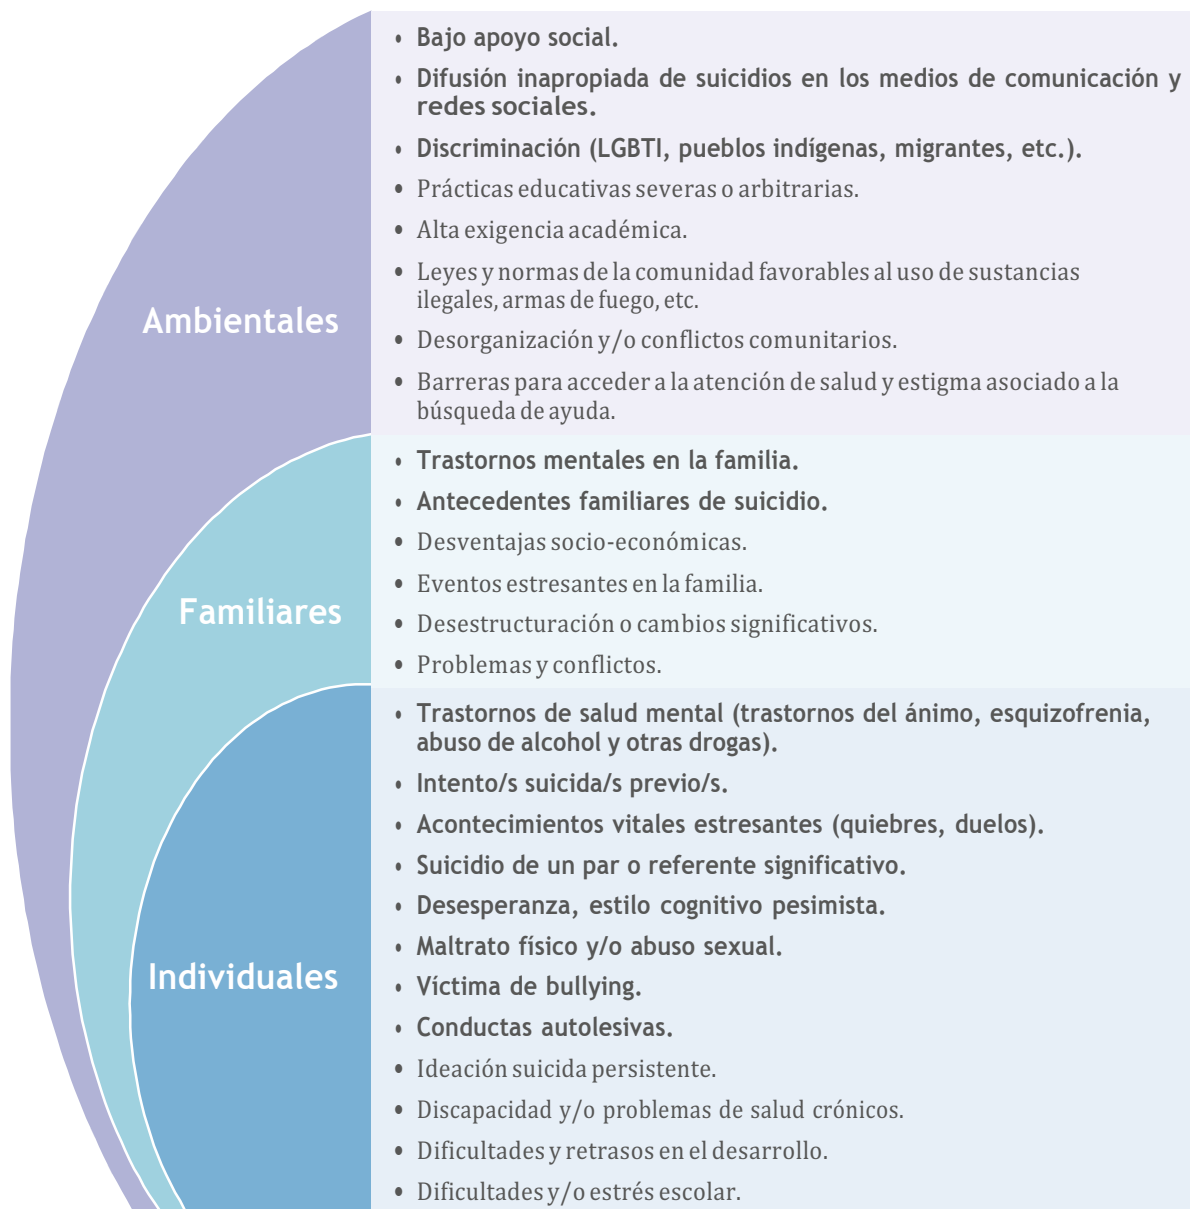 Ambientales
• Bajo apoyo social.
• Difusión inapropiada de suicidios en los medios de comunicación y
redes sociales.
• Discriminación (LGBTI, pueblos indígenas, migrantes, etc.).
• Prácticas educativas severas o arbitrarias.
• Alta exigencia académica.
• Leyes y normas de la comunidad favorables al uso de sustancias
ilegales, armas de fuego, etc.
• Desorganización y/o conflictos comunitarios.
• Barreras para acceder a la atención de salud y estigma asociado a la
búsqueda de ayuda.
Familiares
• Trastornos mentales en la familia.
• Antecedentes familiares de suicidio.
• Desventajas socio-económicas.
• Eventos estresantes en la familia.
• Desestructuración o cambios significativos.
• Problemas y conflictos.
Individuales
• Trastornos de salud mental (trastornos del ánimo, esquizofrenia,
abuso de alcohol y otras drogas).
• Intento/s suicida/s previo/s.
• Acontecimientos vitales estresantes (quiebres, duelos).
• Suicidio de un par o referente significativo.
• Desesperanza, estilo cognitivo pesimista.
• Maltrato físico y/o abuso sexual.
• Víctima de bullying.
• Conductas autolesivas.
• Ideación suicida persistente.
• Discapacidad y/o problemas de salud crónicos.
• Dificultades y retrasos en el desarrollo.
• Dificultades y/o estrés escolar.